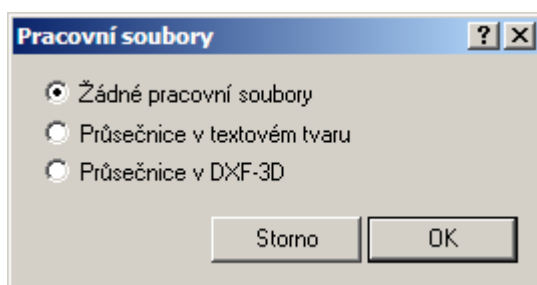 Pracovní soubory
Žádné pracovní soubory
Průsečnice v textovém tvaru
Průsečnice v DXF-3D
Storno OK